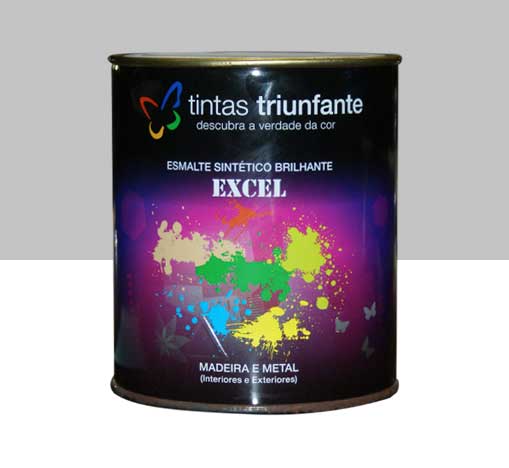 tintas triunfante
descubra a verdade da cor
ESMALTE SINTÉTICO BRILHANTE
EXCEL
MADEIRA E METAL
(Interiores e Exteriores)